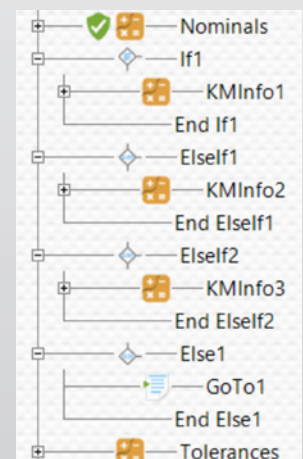 Nominals
If1
KMInfo1
End If1
ElseIf1
KMInfo2
End ElseIf1
ElseIf2
KMInfo3
End ElseIf2
Else1
GoTo1
End Else1
Tolerances